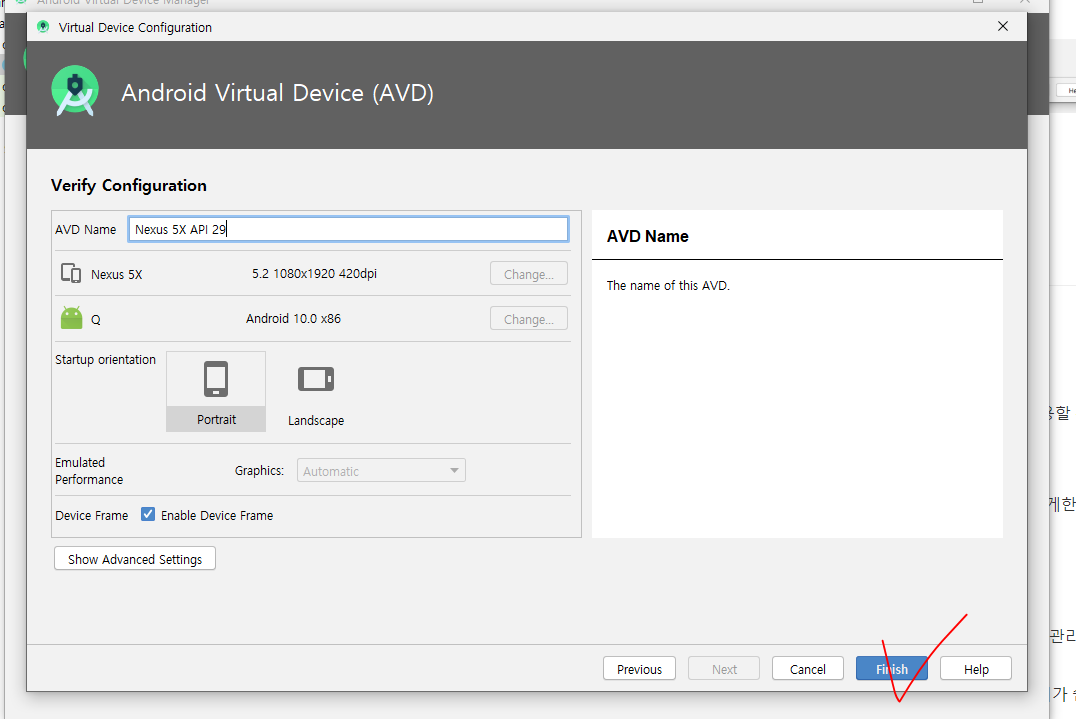 Android Virtual Device Manager
Virtual Device Configuration
Android Virtual Device (AVD)
Verify Configuration
AVD Name
Nexus 5X API 29
Nexus 5X
5.2 1080x1920 420dpi
Change...
Q
Android 10.0 x86
Change...
Startup orientation
Portrait
Landscape
Emulated
Performance
Graphics:
Automatic
Device Frame
Enable Device Frame
Show Advanced Settings
AVD Name
The name of this AVD.
Previous
Next
Cancel
Finish
Help
He
용할
게한
관리
가